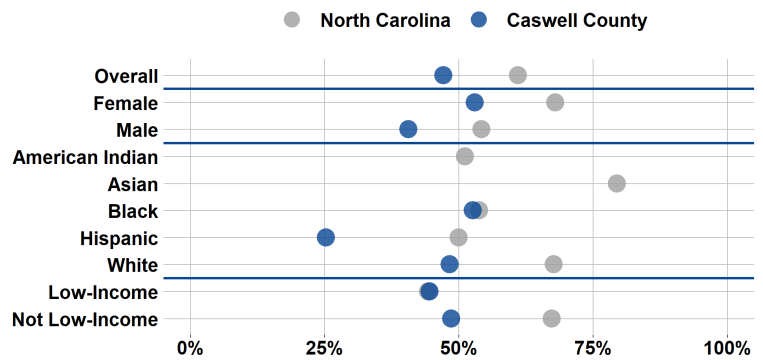 North Carolina Caswell County
Overall
Female
Male
American Indian
Asian
Black
Hispanic
White
Low-Income
Not Low-Income
0% 25% 50% 75% 100%